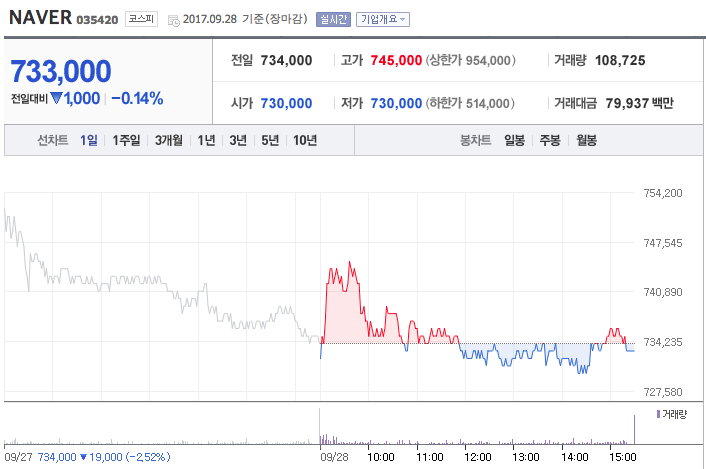 NAVER 035420 코스피 2017.09.28 기준(장마감) 실시간 기업개요
733,000
전일대비 ▼1,000 -0.14%
전일 734,000 고가 745,000 (상한가 954,000) 거래량 108,725
시가 730,000 저가 730,000 (하한가 514,000) 거래대금 79,937 백만
선차트 1일 1주일 3개월 1년 3년 5년 10년 봉차트 일봉 주봉 월봉
754,200
747,545
740,890
734,235
727,580
거래량
09/27 734,000 ▼ 19,000 (-2,52%) 09/28 10:00 11:00 12:00 13:00 14:00 15:00